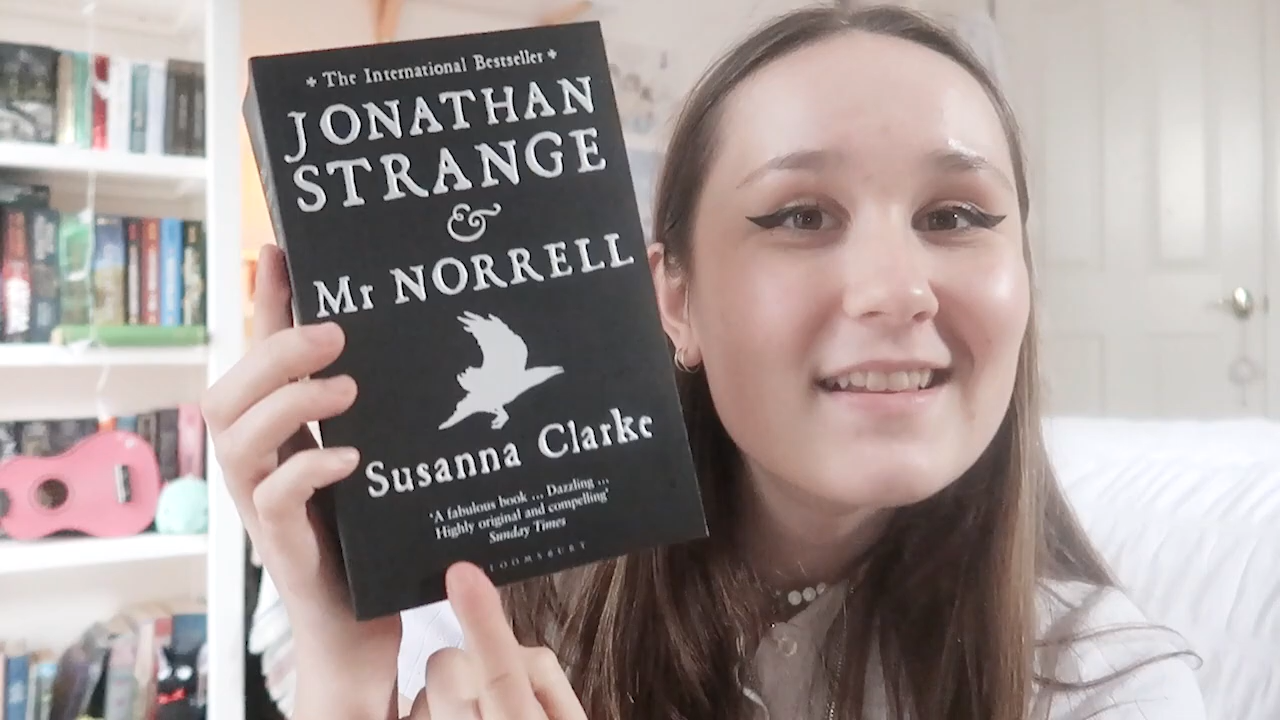 * The International Bestseller *
JONATHAN
STRANGE
&
Mr NORRELL
Susanna Clarke
'A fabulous book ... Dazzling ...
Highly original and compelling'
Sunday Times